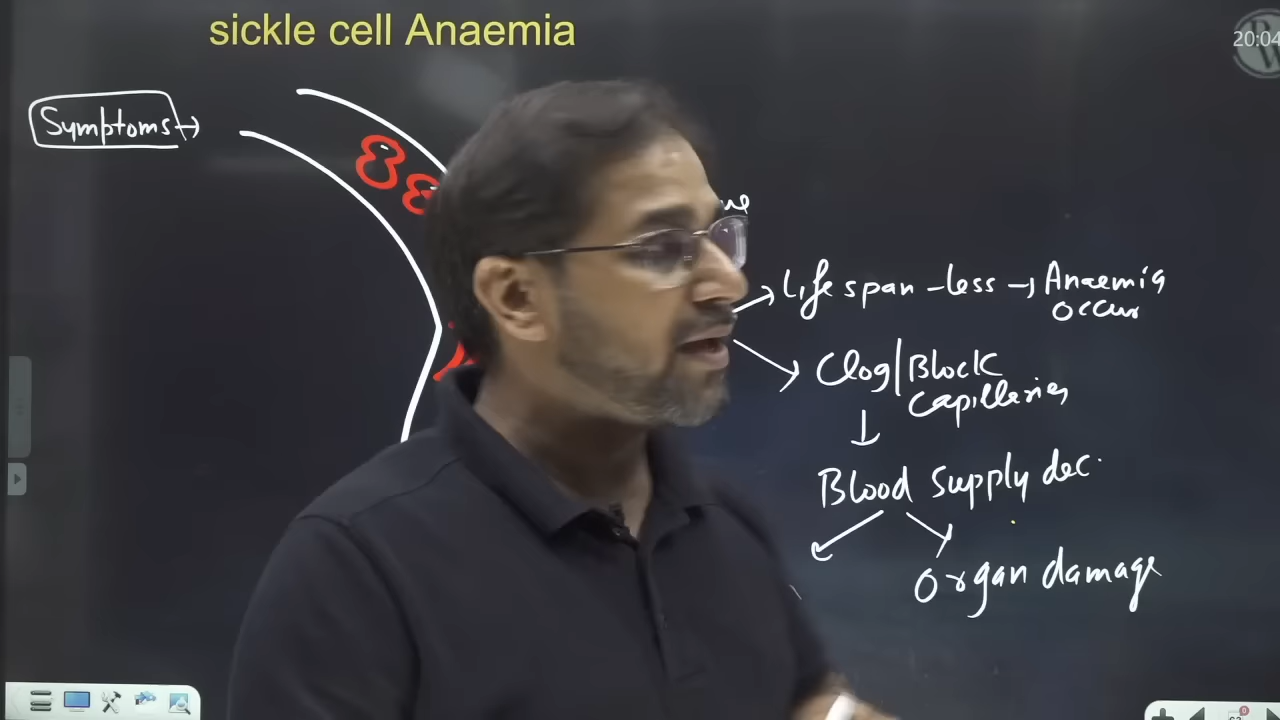 sickle cell Anaemia
20:04
Symptoms →
Life span - less → Anaemia
occur
Clog/Block
capillaries
↓
Blood supply dec.
Organ damage